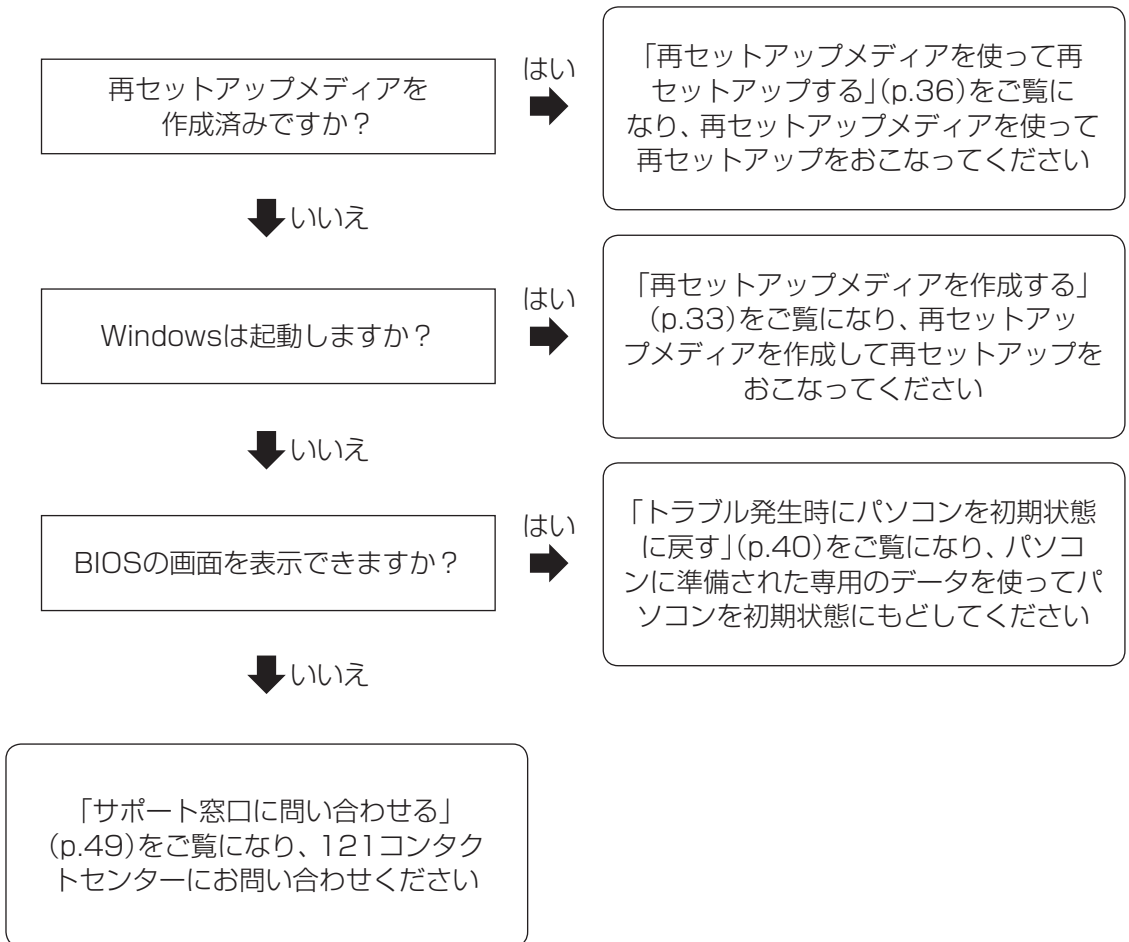 再セットアップメディアを
作成済みですか？
はい
「再セットアップメディアを使って再
セットアップする」(p.36)をご覧に
なり、再セットアップメディアを使って
再セットアップをおこなってください
いいえ
Windowsは起動しますか？
はい
「再セットアップメディアを作成する」
(p.33)をご覧になり、再セットアッ
プメディアを作成して再セットアップを
おこなってください
いいえ
BIOSの画面を表示できますか？
はい
「トラブル発生時にパソコンを初期状態
に戻す」(p.40)をご覧になり、パソコ
ンに準備された専用のデータを使ってパ
ソコンを初期状態にもどしてください
いいえ
「サポート窓口に問い合わせる」
(p.49)をご覧になり、121コンタク
トセンターにお問い合わせください